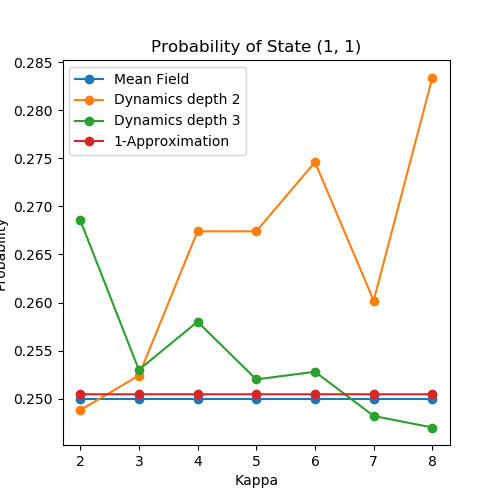 Probability of State (1, 1)
Mean Field
Dynamics depth 2
Dynamics depth 3
1-Approximation
0.285
0.280
0.275
0.270
0.265
0.260
0.255
0.250
Probability
2 3 4 5 6 7 8
Kappa